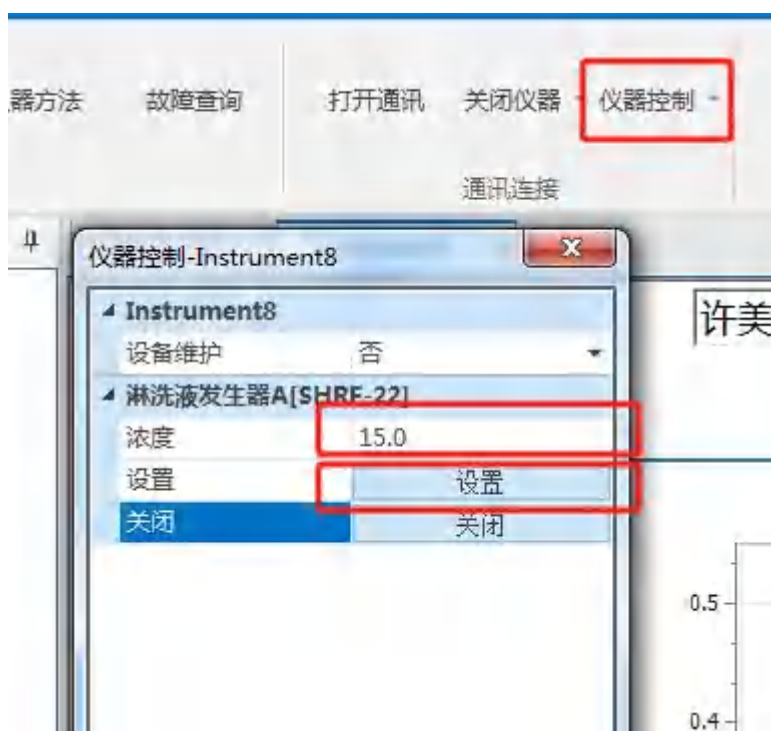 器方法 故障查询 打开通讯 关闭仪器 仪器控制
通讯连接
仪器控制-Instrument8
Instrument8
设备维护 否
淋洗液发生器A[SHRF-22]
浓度 15.0
设置 设置
关闭 关闭
许美
0.5
0.4